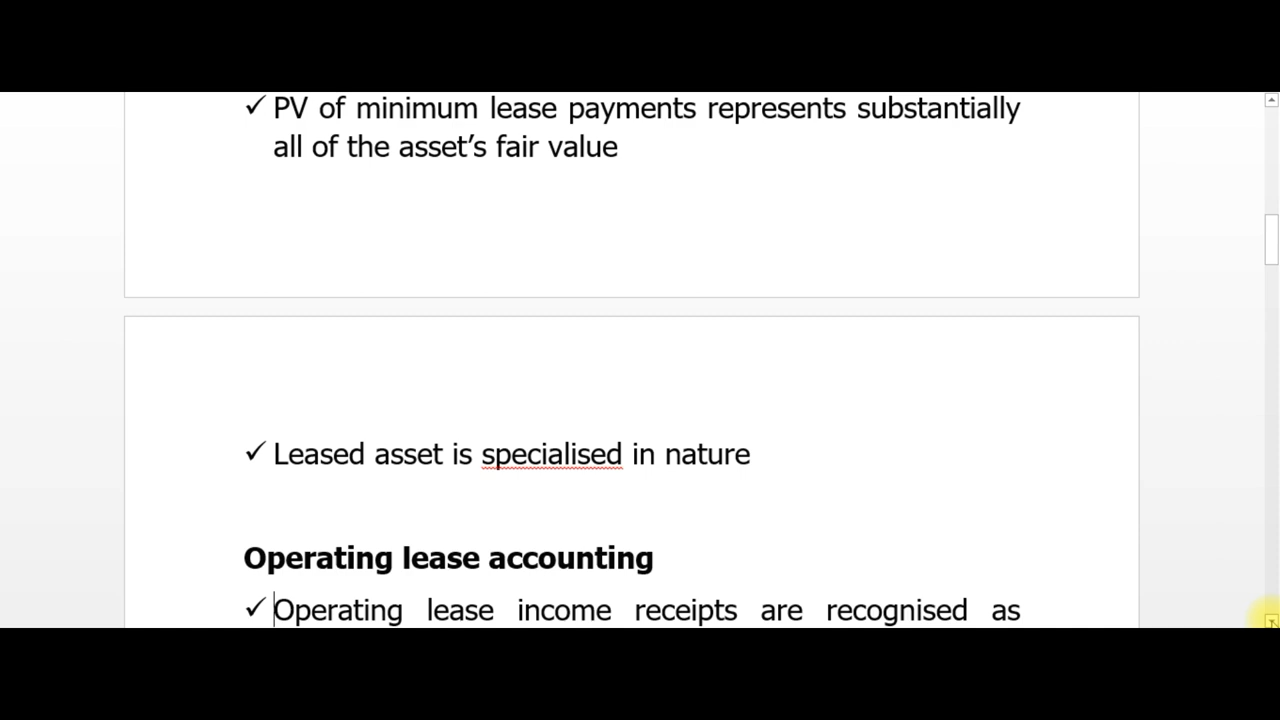 ✓ PV of minimum lease payments represents substantially
all of the asset’s fair value
✓ Leased asset is specialised in nature
Operating lease accounting
✓ Operating lease income receipts are recognised as